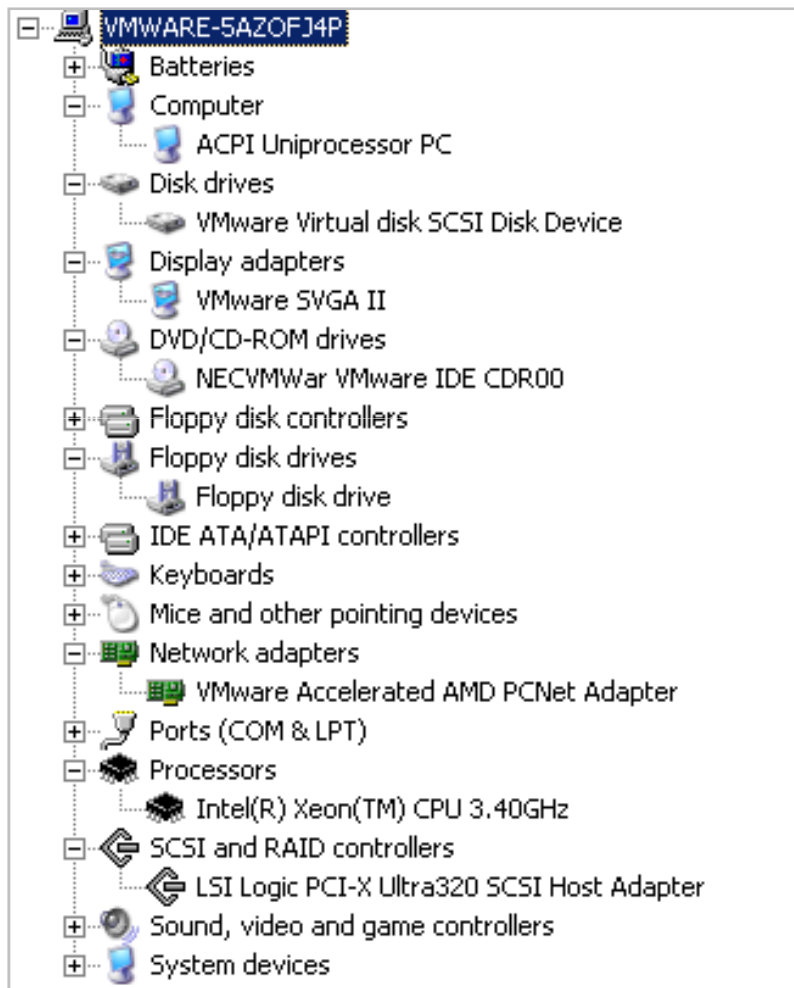 VMWARE-5AZOFJ4P
Batteries
Computer
ACPI Uniprocessor PC
Disk drives
VMware Virtual disk SCSI Disk Device
Display adapters
VMware SVGA II
DVD/CD-ROM drives
NECVMWar VMware IDE CDR00
Floppy disk controllers
Floppy disk drives
Floppy disk drive
IDE ATA/ATAPI controllers
Keyboards
Mice and other pointing devices
Network adapters
VMware Accelerated AMD PCNet Adapter
Ports (COM & LPT)
Processors
Intel(R) Xeon(TM) CPU 3.40GHz
SCSI and RAID controllers
LSI Logic PCI-X Ultra320 SCSI Host Adapter
Sound, video and game controllers
System devices